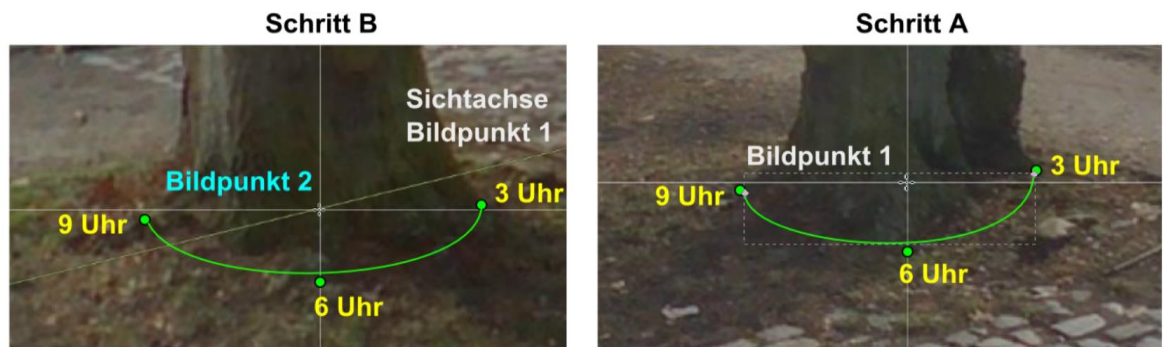 Schritt B
Sichtachse
Bildpunkt 1
Bildpunkt 2
3 Uhr
9 Uhr
6 Uhr
Schritt A
Bildpunkt 1
3 Uhr
9 Uhr
6 Uhr